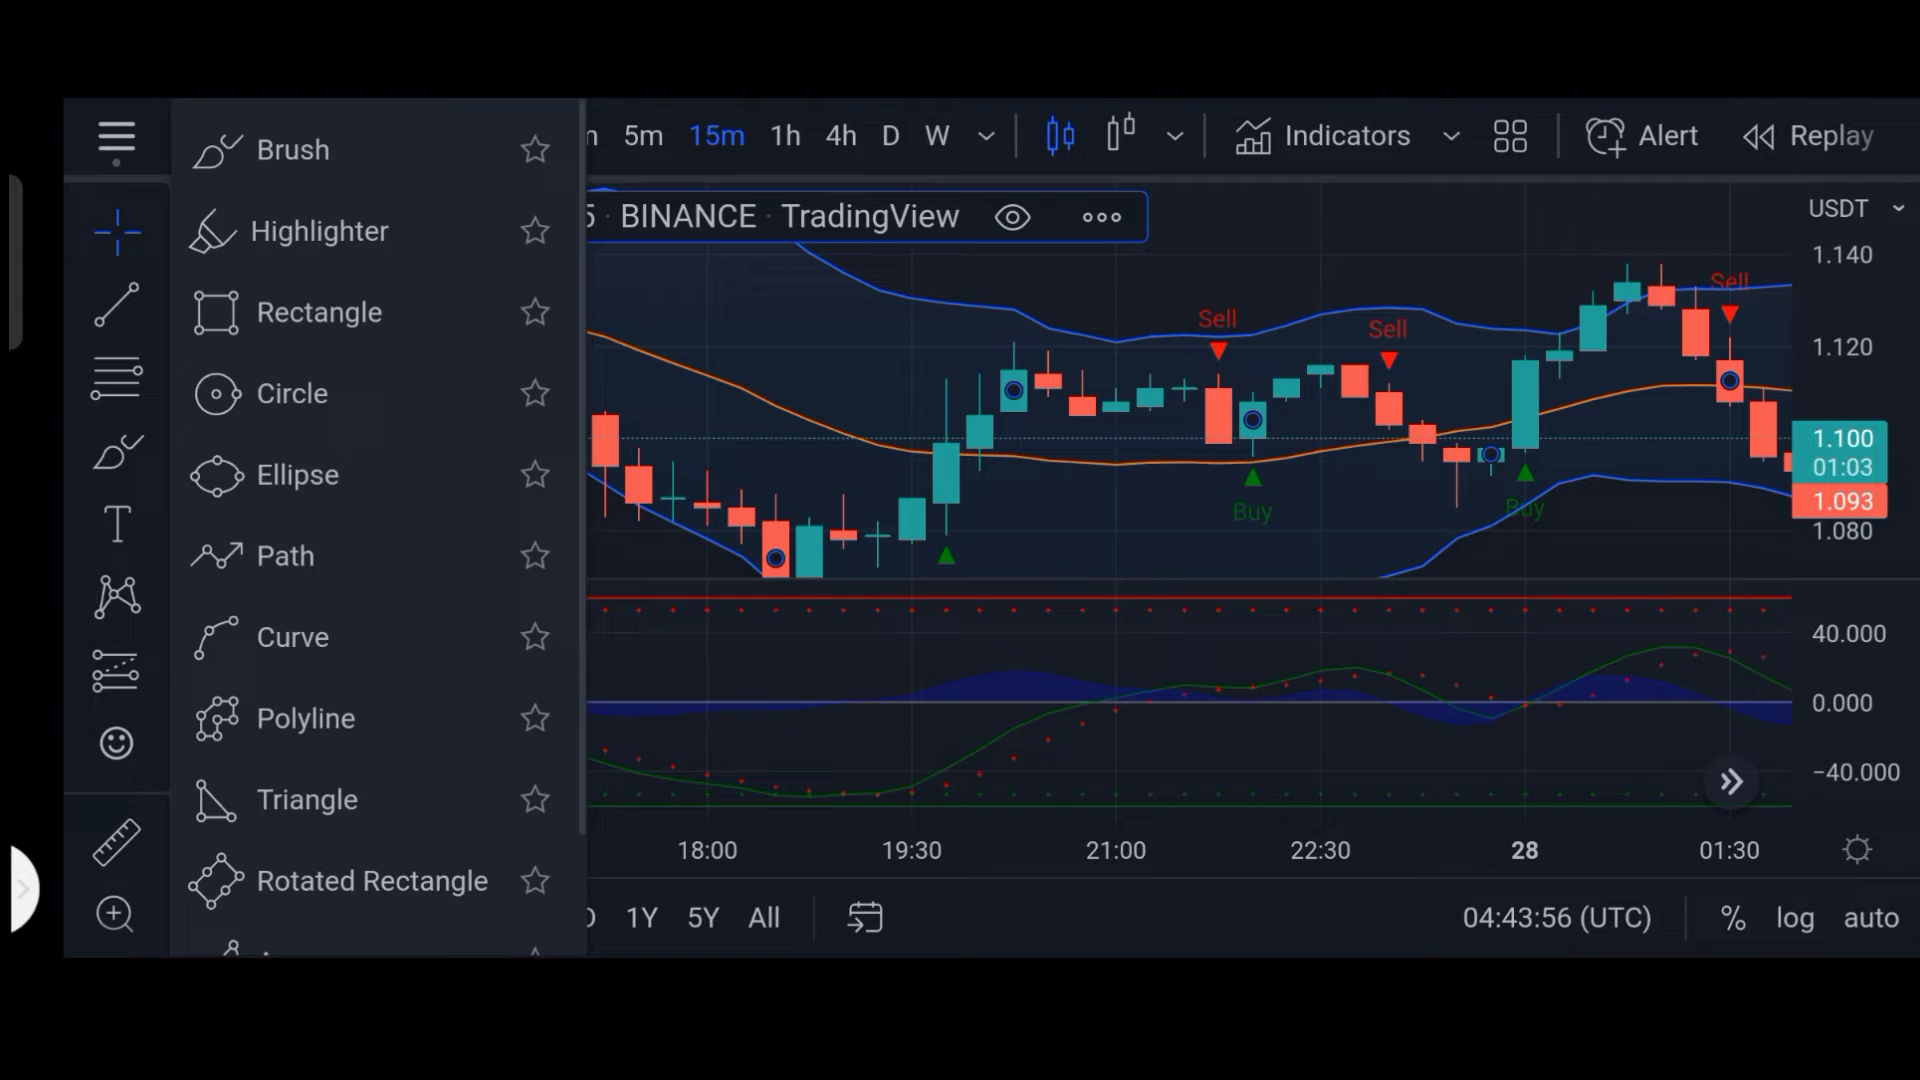 Brush
Highlighter
Rectangle
Circle
Ellipse
Path
Curve
Polyline
Triangle
Rotated Rectangle
5m 15m 1h 4h D W Indicators Alert Replay
5 · BINANCE · TradingView
USDT
1.140
1.120
1.100
01:03
1.093
1.080
Sell
Sell
Sell
Buy
Buy
40.000
0.000
−40.000
18:00 19:30 21:00 22:30 28 01:30
1Y 5Y All 04:43:56 (UTC) % log auto